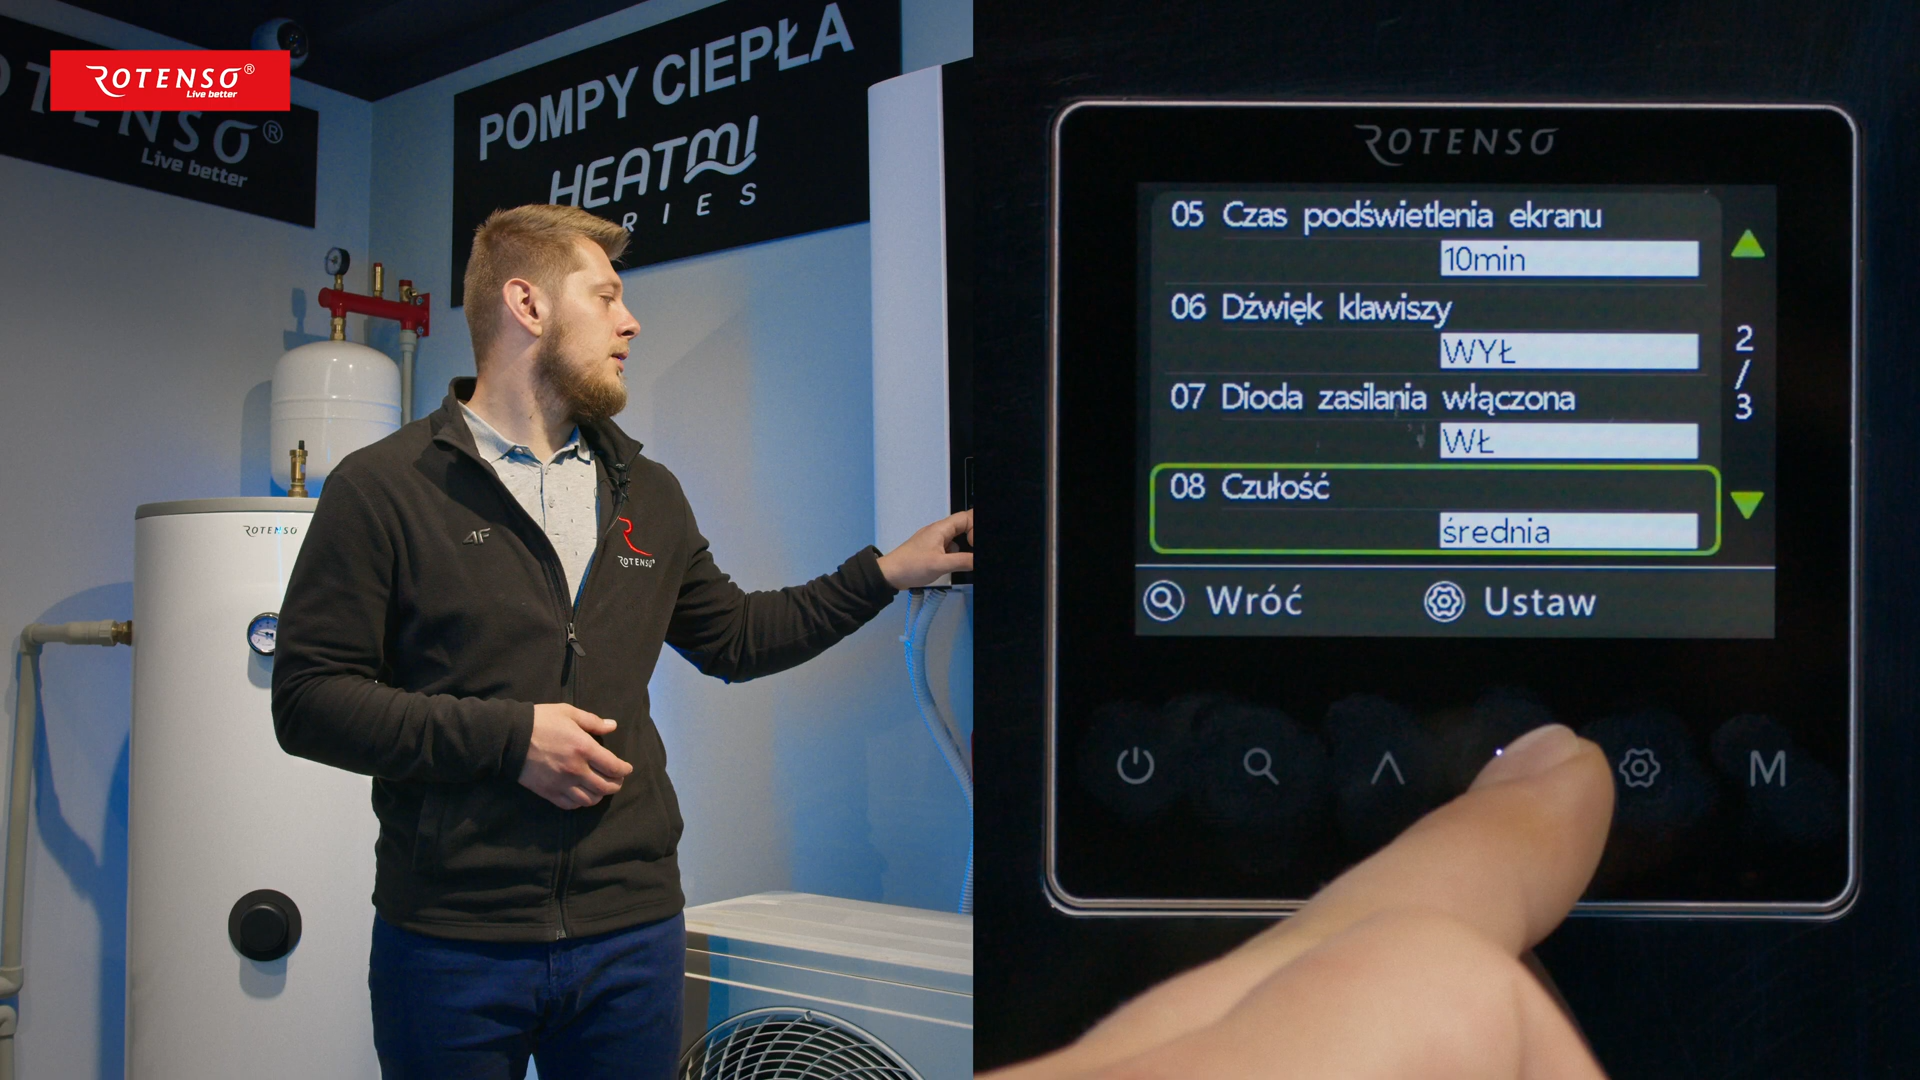 ROTENSO®
Live better
TENSO®
Live better
POMPY CIEPŁA
HEATMI
RIES
ROTENSO
4F
ROTENSO®
ROTENSO
05 Czas podświetlenia ekranu
10min
06 Dźwięk klawiszy
WYŁ
07 Dioda zasilania włączona
WŁ
08 Czułość
średnia
2
/
3
Wróć
Ustaw
M